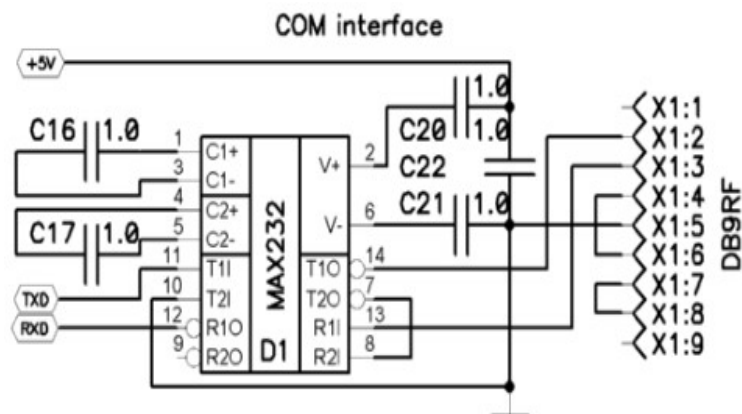 COM interface
+5V
C16 1.0
C17 1.0
TXD
RXD
1
3
4
5
11
10
12
9
C1+
C1-
C2+
C2-
T1I
T2I
R1O
R2O
MAX232
D1
V+
V-
T1O
T2O
R1I
R2I
2
6
14
7
13
8
1.0
C20 1.0
C22
C21 1.0
X1:1
X1:2
X1:3
X1:4
X1:5
X1:6
X1:7
X1:8
X1:9
DB9RF